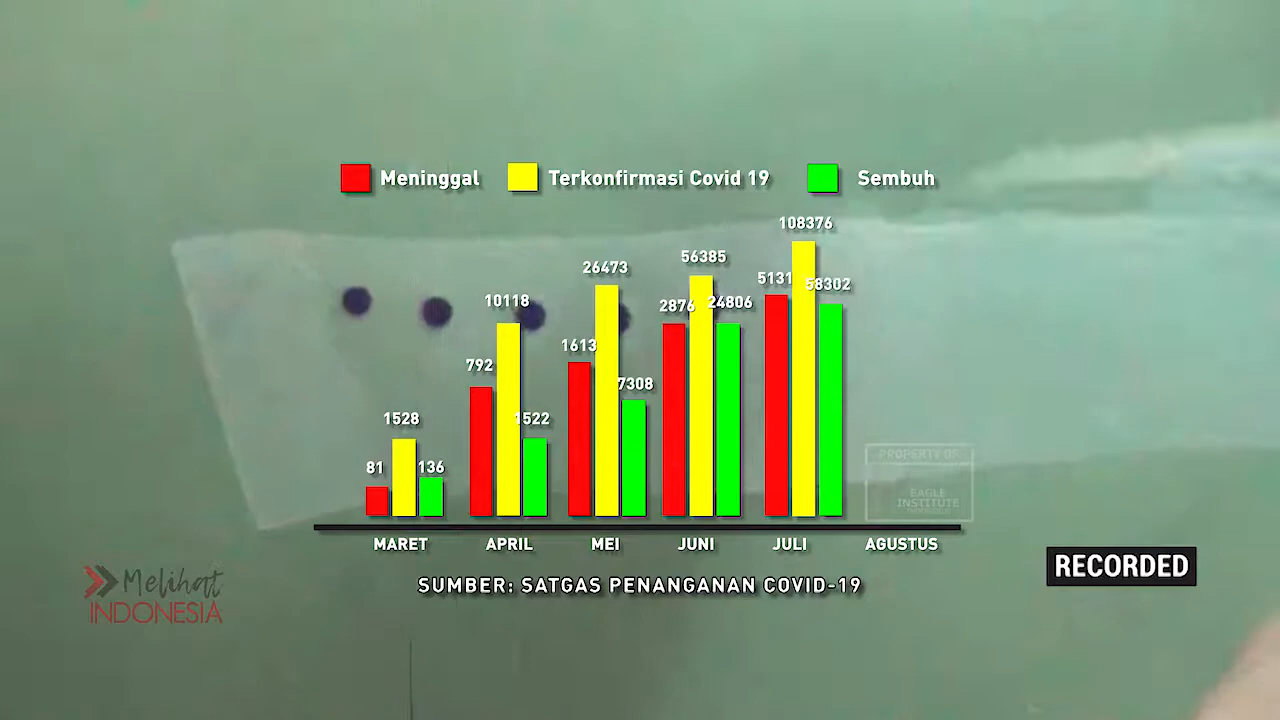 Meninggal Terkonfirmasi Covid 19 Sembuh
108376
56385
26473
5131 58302
10118
2876 24806
1613
792
7308
1528 1522
81 136
PROPERTY OF
EAGLE
INSTITUTE
MARET APRIL MEI JUNI JULI AGUSTUS
SUMBER: SATGAS PENANGANAN COVID-19
RECORDED
Melihat
INDONESIA